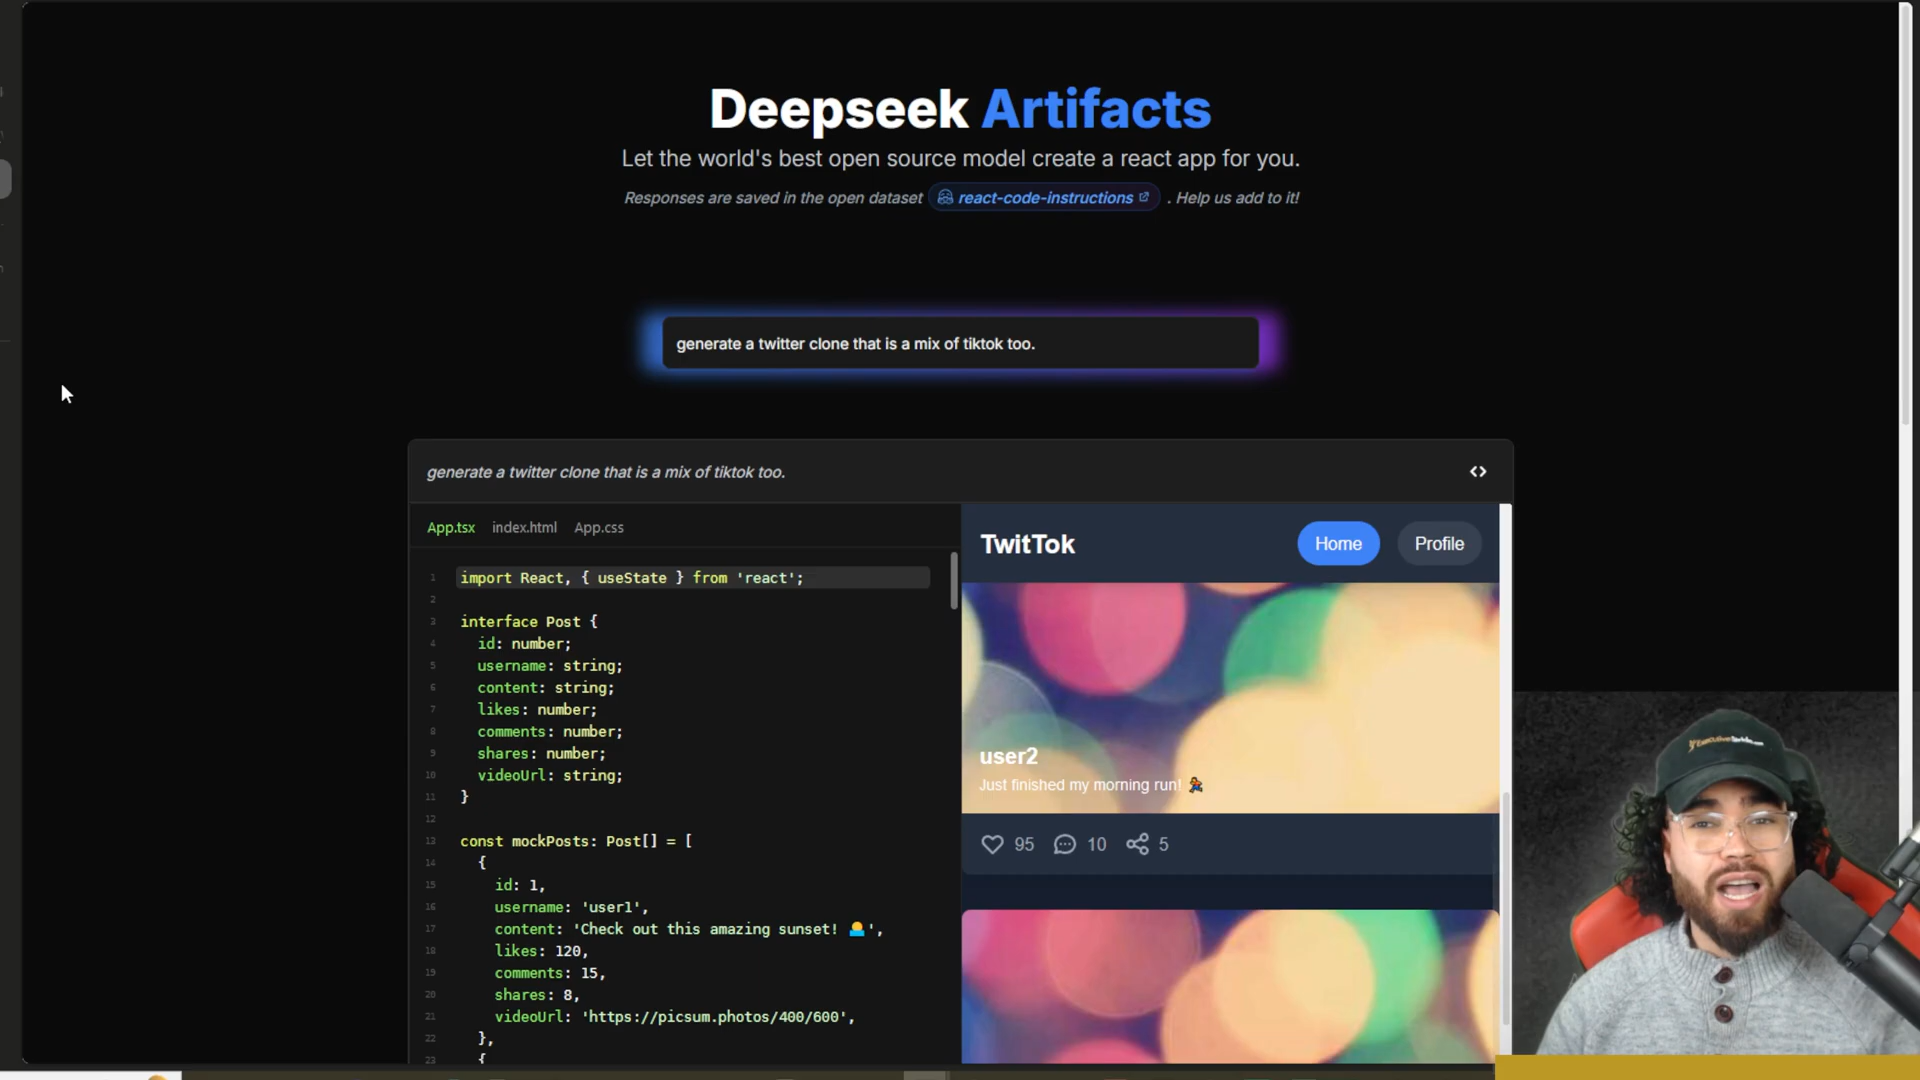 Deepseek Artifacts
Let the world's best open source model create a react app for you.
Responses are saved in the open dataset react-code-instructions . Help us add to it!
generate a twitter clone that is a mix of tiktok too.
generate a twitter clone that is a mix of tiktok too.
<>
App.tsx index.html App.css
1 import React, { useState } from 'react';
2
3 interface Post {
4 id: number;
5 username: string;
6 content: string;
7 likes: number;
8 comments: number;
9 shares: number;
10 videoUrl: string;
11 }
12
13 const mockPosts: Post[] = [
14 {
15 id: 1,
16 username: 'user1',
17 content: 'Check out this amazing sunset! 🌅',
18 likes: 120,
19 comments: 15,
20 shares: 8,
21 videoUrl: 'https://picsum.photos/400/600',
22 },
23 {
TwitTok
Home
Profile
user2
Just finished my morning run! 🏃
95 10 5